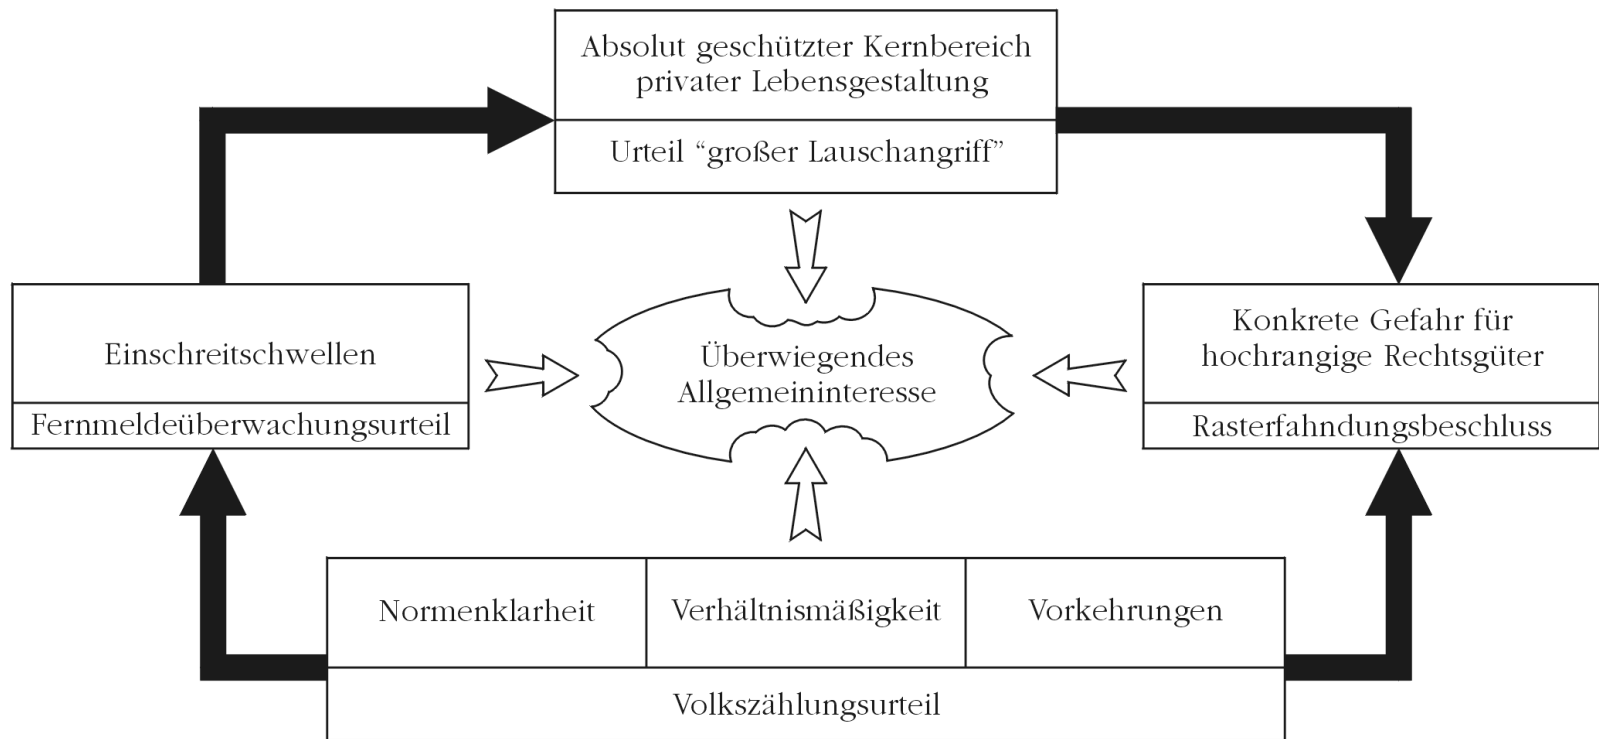 Absolut geschützter Kernbereich
privater Lebensgestaltung
Urteil “großer Lauschangriff”
Einschreitschwellen
Fernmeldeüberwachungsurteil
Überwiegendes
Allgemeininteresse
Konkrete Gefahr für
hochrangige Rechtsgüter
Rasterfahndungsbeschluss
Normenklarheit
Verhältnismäßigkeit
Vorkehrungen
Volkszählungsurteil